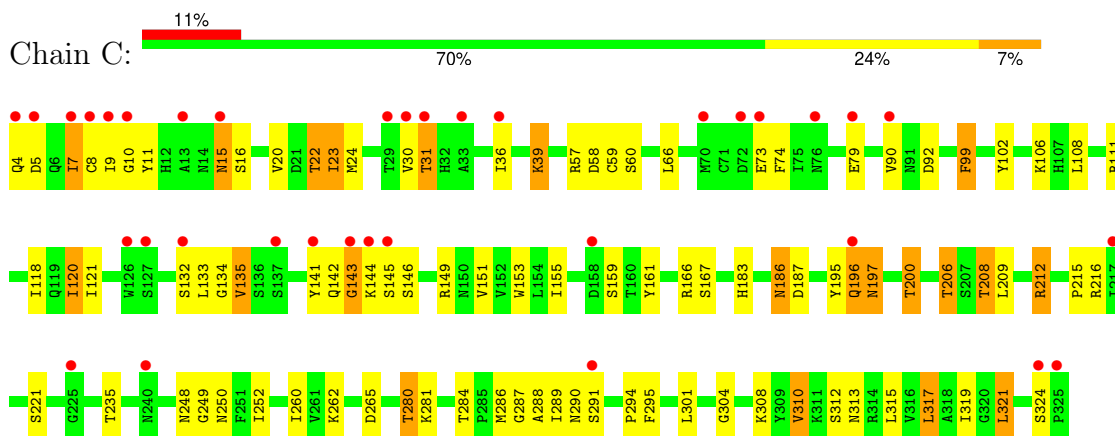 11%
Chain C:
70% 24% 7%
Q4 D5 Q6 I7 C8 I9 G10 Y11 H12 A13 N14 N15 S16 V20 D21 T22 I23 M24 T29 V30 T31 H32 A33 I36 K39 R57 D58 C59 S60 L66 M70 C71 D72 E73 F74 I75 N76 E79 V90 N91 D92 F99 Y102 K106 H107 L108 R111
I118 Q119 I120 I121 W126 S127 S132 L133 G134 V135 S136 S137 Y141 Q142 G143 K144 S145 S146 R149 N150 V151 V152 W153 L154 I155 D158 S159 T160 Y161 R166 S167 H183 N186 D187 Y195 Q196 N197 T200 T206 S207 T208 L209 R212 P215 R216 I217
S221 G225 T235 N240 N248 G249 N250 F251 I252 I260 V261 K262 D265 T280 K281 T284 P285 M286 G287 A288 I289 N290 S291 P294 F295 L301 G304 K308 Y309 V310 K311 S312 N313 R314 L315 V316 L317 A318 I319 G320 L321 S324 P325